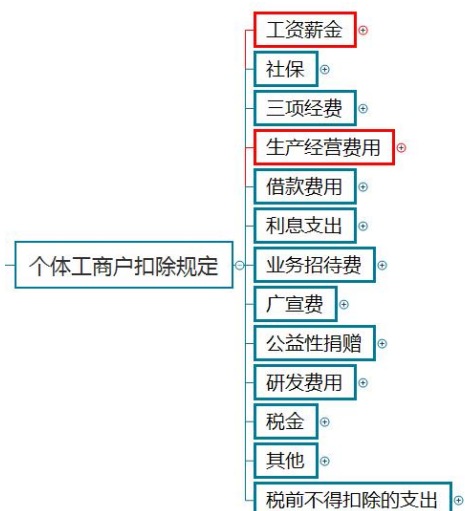 工资薪金
社保
三项经费
生产经营费用
借款费用
利息支出
个体工商户扣除规定
业务招待费
广宣费
公益性捐赠
研发费用
税金
其他
税前不得扣除的支出